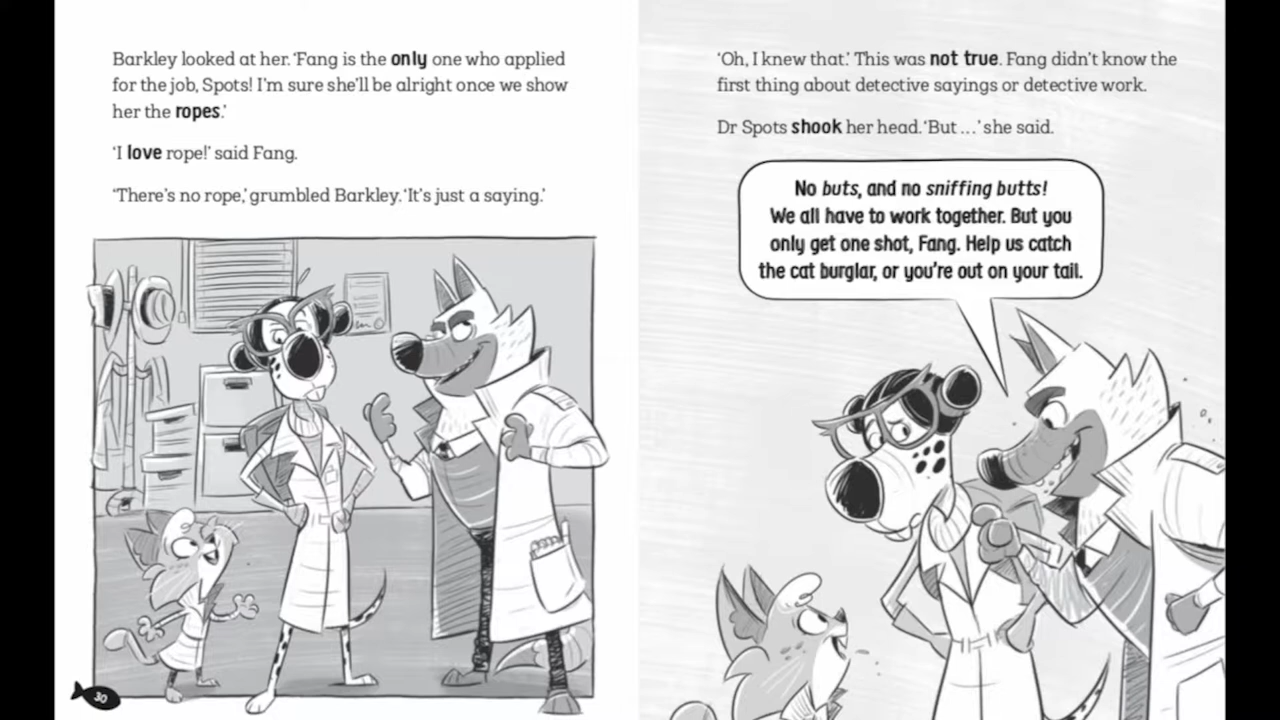 Barkley looked at her. ‘Fang is the only one who applied
for the job, Spots! I’m sure she’ll be alright once we show
her the ropes.’
‘I love rope!’ said Fang.
‘There’s no rope,’ grumbled Barkley. ‘It’s just a saying.’
30
‘Oh, I knew that.’ This was not true. Fang didn’t know the
first thing about detective sayings or detective work.
Dr Spots shook her head. ‘But …’ she said.
No buts, and no sniffing butts!
We all have to work together. But you
only get one shot, Fang. Help us catch
the cat burglar, or you’re out on your tail.